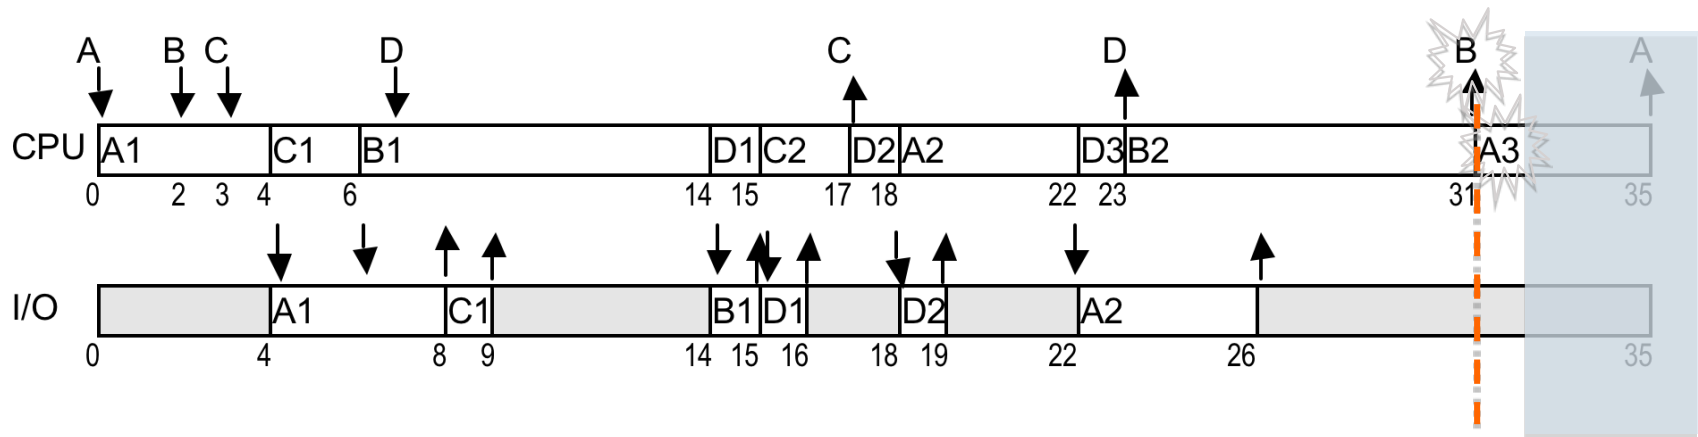 A B C D C D B A
CPU A1 C1 B1 D1 C2 D2 A2 D3 B2 A3
0 2 3 4 6 14 15 17 18 22 23 31 35
I/O A1 C1 B1 D1 D2 A2
0 4 8 9 14 15 16 18 19 22 26 35